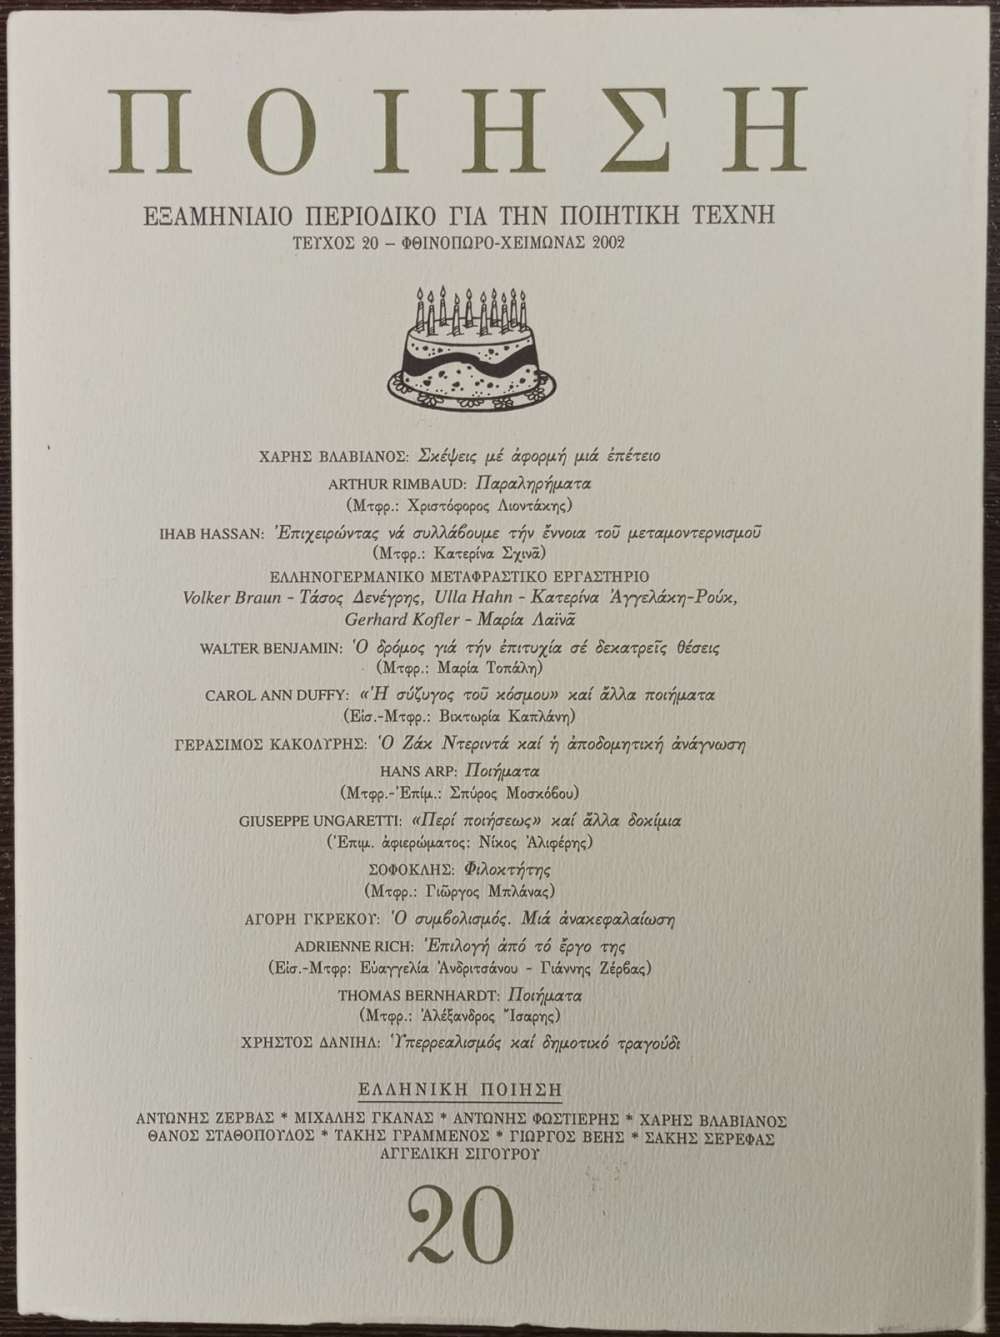 ΠΟΙΗΣΗ
ΕΞΑΜΗΝΙΑΙΟ ΠΕΡΙΟΔΙΚΟ ΓΙΑ ΤΗΝ ΠΟΙΗΤΙΚΗ ΤΕΧΝΗ
ΤΕΥΧΟΣ 20 – ΦΘΙΝΟΠΩΡΟ-ΧΕΙΜΩΝΑΣ 2002
ΧΑΡΗΣ ΒΛΑΒΙΑΝΟΣ: Σκέψεις μέ ἀφορμή μιά ἐπέτειο
ARTHUR RIMBAUD: Παραληρήματα
(Μτφρ.: Χριστόφορος Λιοντάκης)
IHAB HASSAN: Ἐπιχειρώντας νά συλλάβουμε τήν ἔννοια τοῦ μεταμοντερνισμοῦ
(Μτφρ.: Κατερίνα Σχινᾶ)
ΕΛΛΗΝΟΓΕΡΜΑΝΙΚΟ ΜΕΤΑΦΡΑΣΤΙΚΟ ΕΡΓΑΣΤΗΡΙΟ
Volker Braun - Τάσος Δενέγρης, Ulla Hahn - Κατερίνα Ἀγγελάκη-Ρούκ,
Gerhard Kofler - Μαρία Λαϊνᾶ
WALTER BENJAMIN: Ὁ δρόμος γιά τήν ἐπιτυχία σέ δεκατρεῖς θέσεις
(Μτφρ.: Μαρία Τοπάλη)
CAROL ANN DUFFY: «Ἡ σύζυγος τοῦ κόσμου» καί ἄλλα ποιήματα
(Εἰσ.-Μτφρ.: Βικτωρία Καπλάνη)
ΓΕΡΑΣΙΜΟΣ ΚΑΚΟΛΥΡΗΣ: Ὁ Ζάκ Ντεριντά καί ἡ ἀποδομητική ἀνάγνωση
HANS ARP: Ποιήματα
(Μτφρ.-Ἐπίμ.: Σπύρος Μοσκόβου)
GIUSEPPE UNGARETTI: «Περί ποιήσεως» καί ἄλλα δοκίμια
(Ἐπιμ. ἀφιερώματος: Νίκος Ἀλιφέρης)
ΣΟΦΟΚΛΗΣ: Φιλοκτήτης
(Μτφρ.: Γιῶργος Μπλάνας)
ΑΓΟΡΗ ΓΚΡΕΚΟΥ: Ὁ συμβολισμός. Μιά ἀνακεφαλαίωση
ADRIENNE RICH: Ἐπιλογή ἀπό τό ἔργο της
(Εἰσ.-Μτφρ: Εὐαγγελία Ἀνδριτσάνου - Γιάννης Ζέρβας)
THOMAS BERNHARDT: Ποιήματα
(Μτφρ.: Ἀλέξανδρος Ἴσαρης)
ΧΡΗΣΤΟΣ ΔΑΝΙΗΛ: Ὑπερρεαλισμός καί δημοτικό τραγούδι
ΕΛΛΗΝΙΚΗ ΠΟΙΗΣΗ
ΑΝΤΩΝΗΣ ΖΕΡΒΑΣ * ΜΙΧΑΛΗΣ ΓΚΑΝΑΣ * ΑΝΤΩΝΗΣ ΦΩΣΤΙΕΡΗΣ * ΧΑΡΗΣ ΒΛΑΒΙΑΝΟΣ
ΘΑΝΟΣ ΣΤΑΘΟΠΟΥΛΟΣ * ΤΑΚΗΣ ΓΡΑΜΜΕΝΟΣ * ΓΙΩΡΓΟΣ ΒΕΗΣ * ΣΑΚΗΣ ΣΕΡΕΦΑΣ
ΑΓΓΕΛΙΚΗ ΣΙΓΟΥΡΟΥ
20